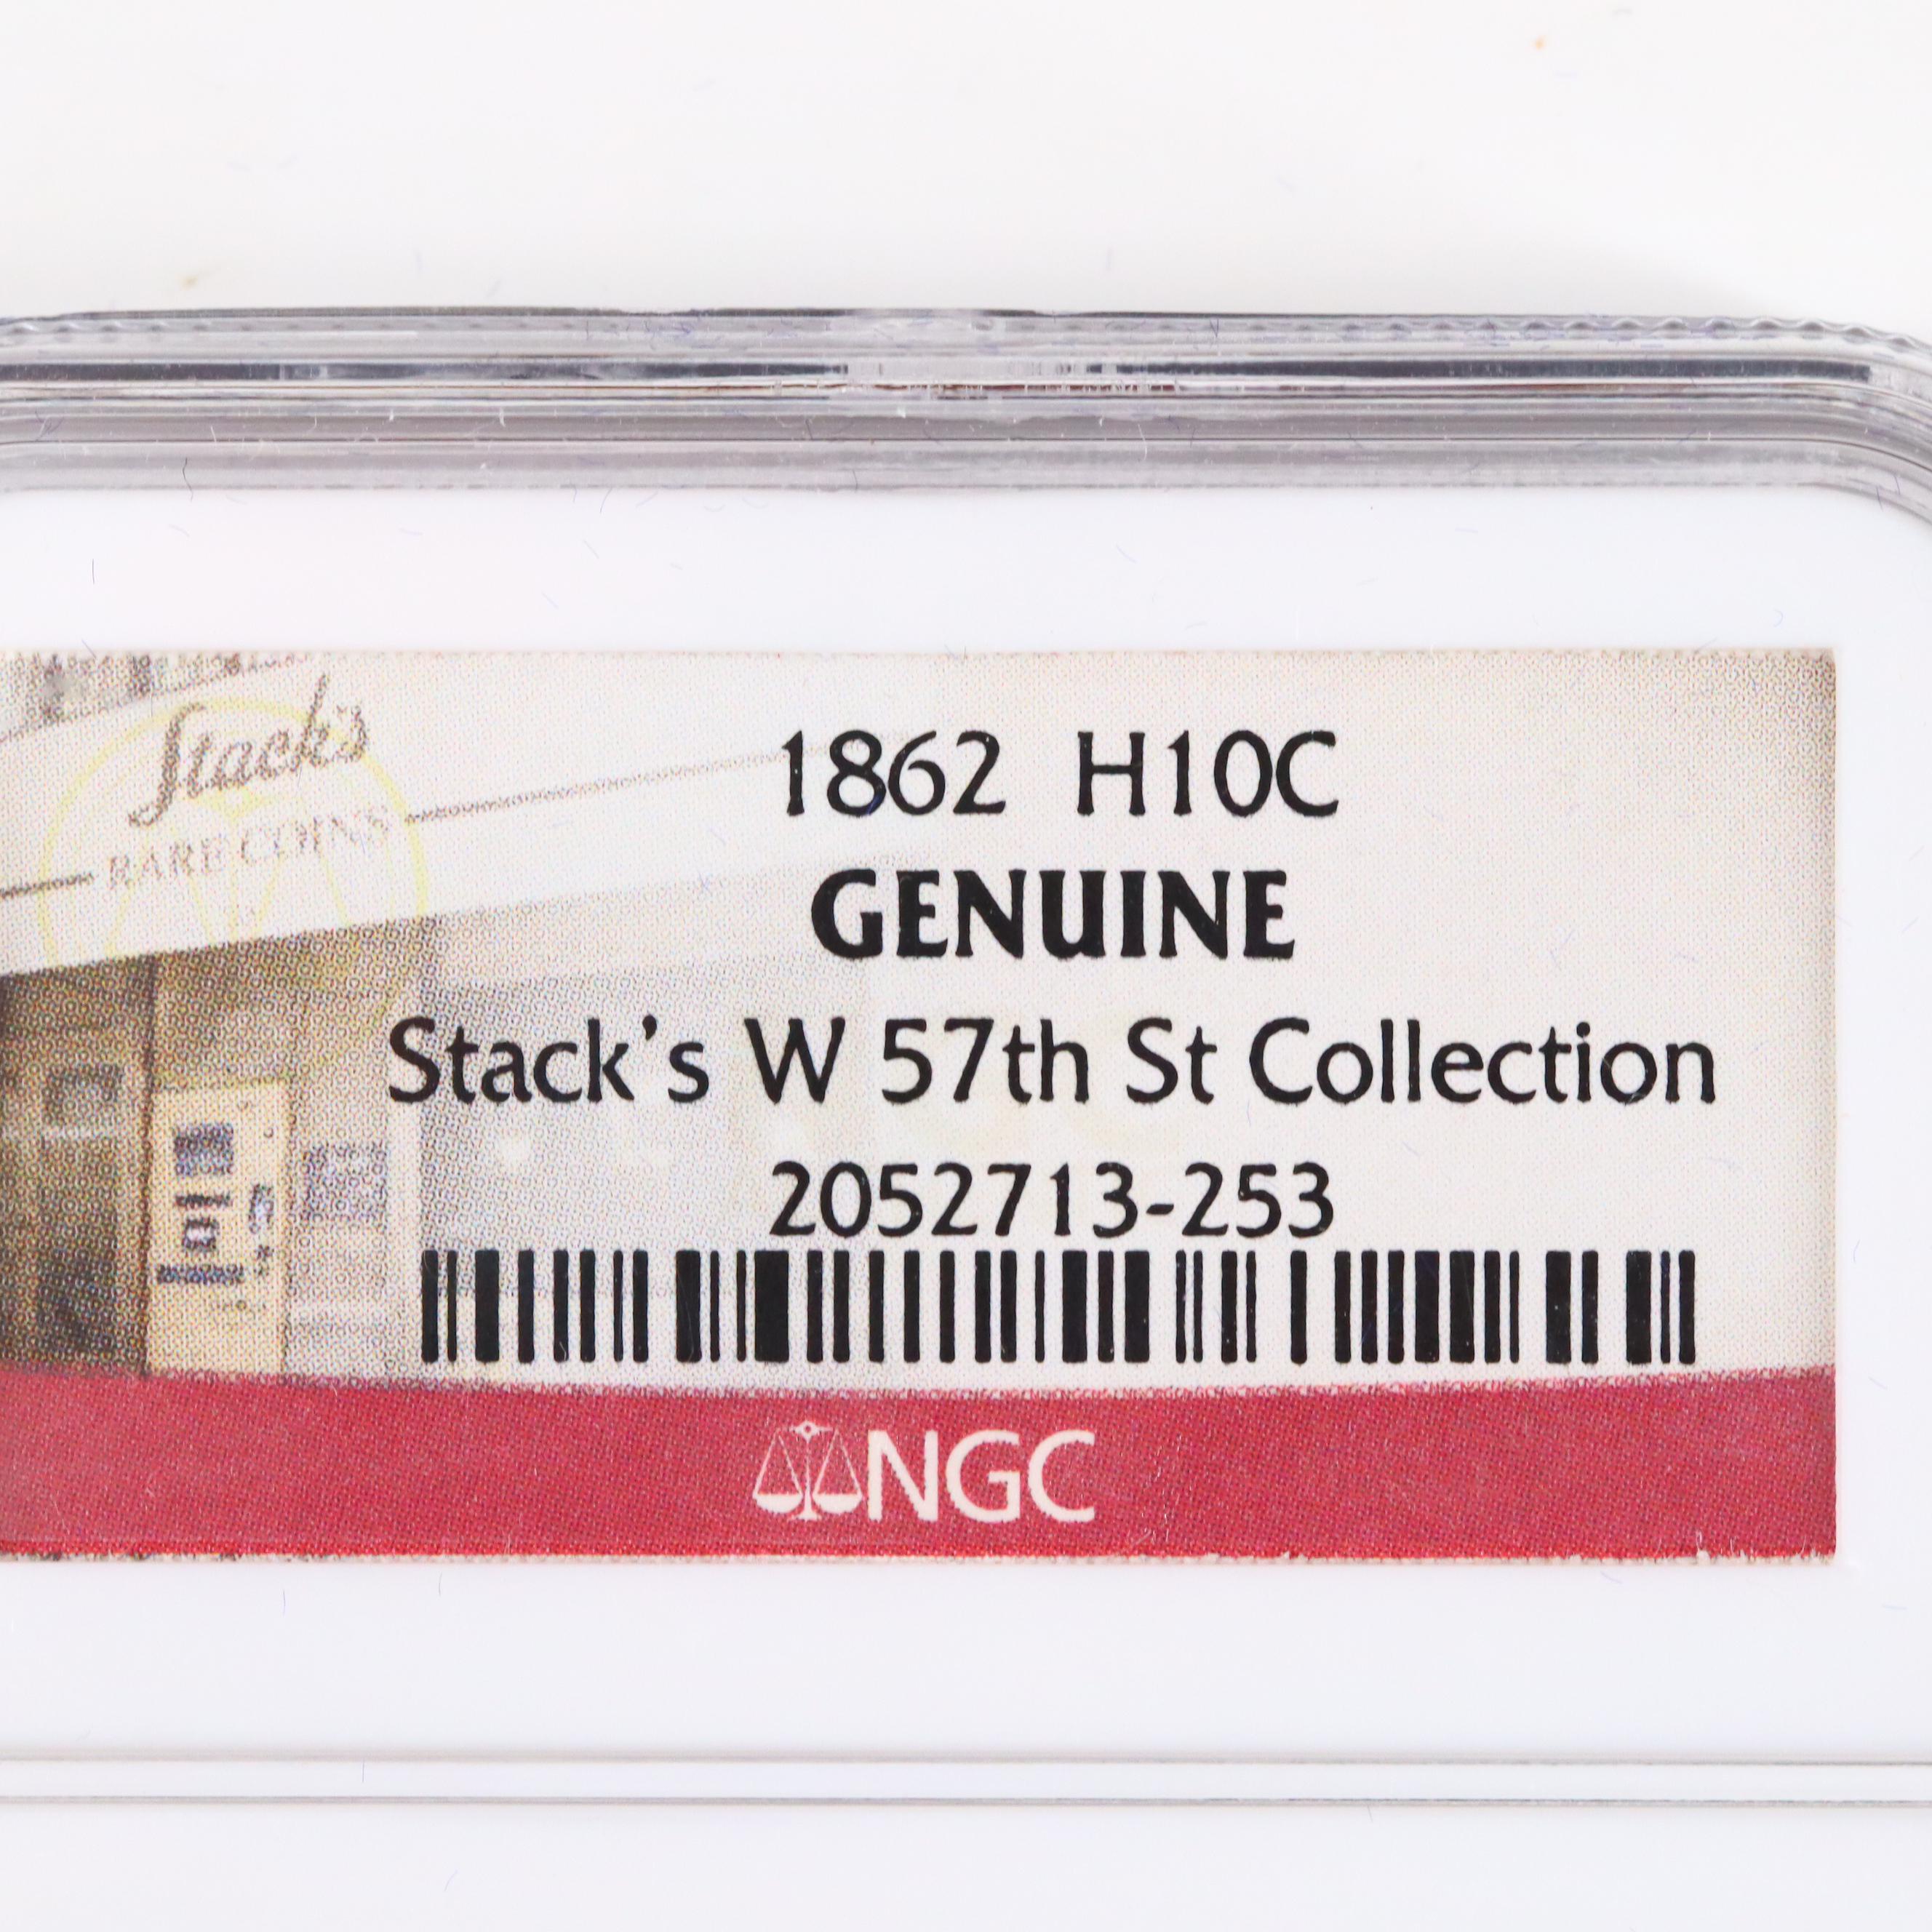 Stack's
RARE COINS
1862 H10C
GENUINE
Stack's W 57th St Collection
2052713-253
NGC